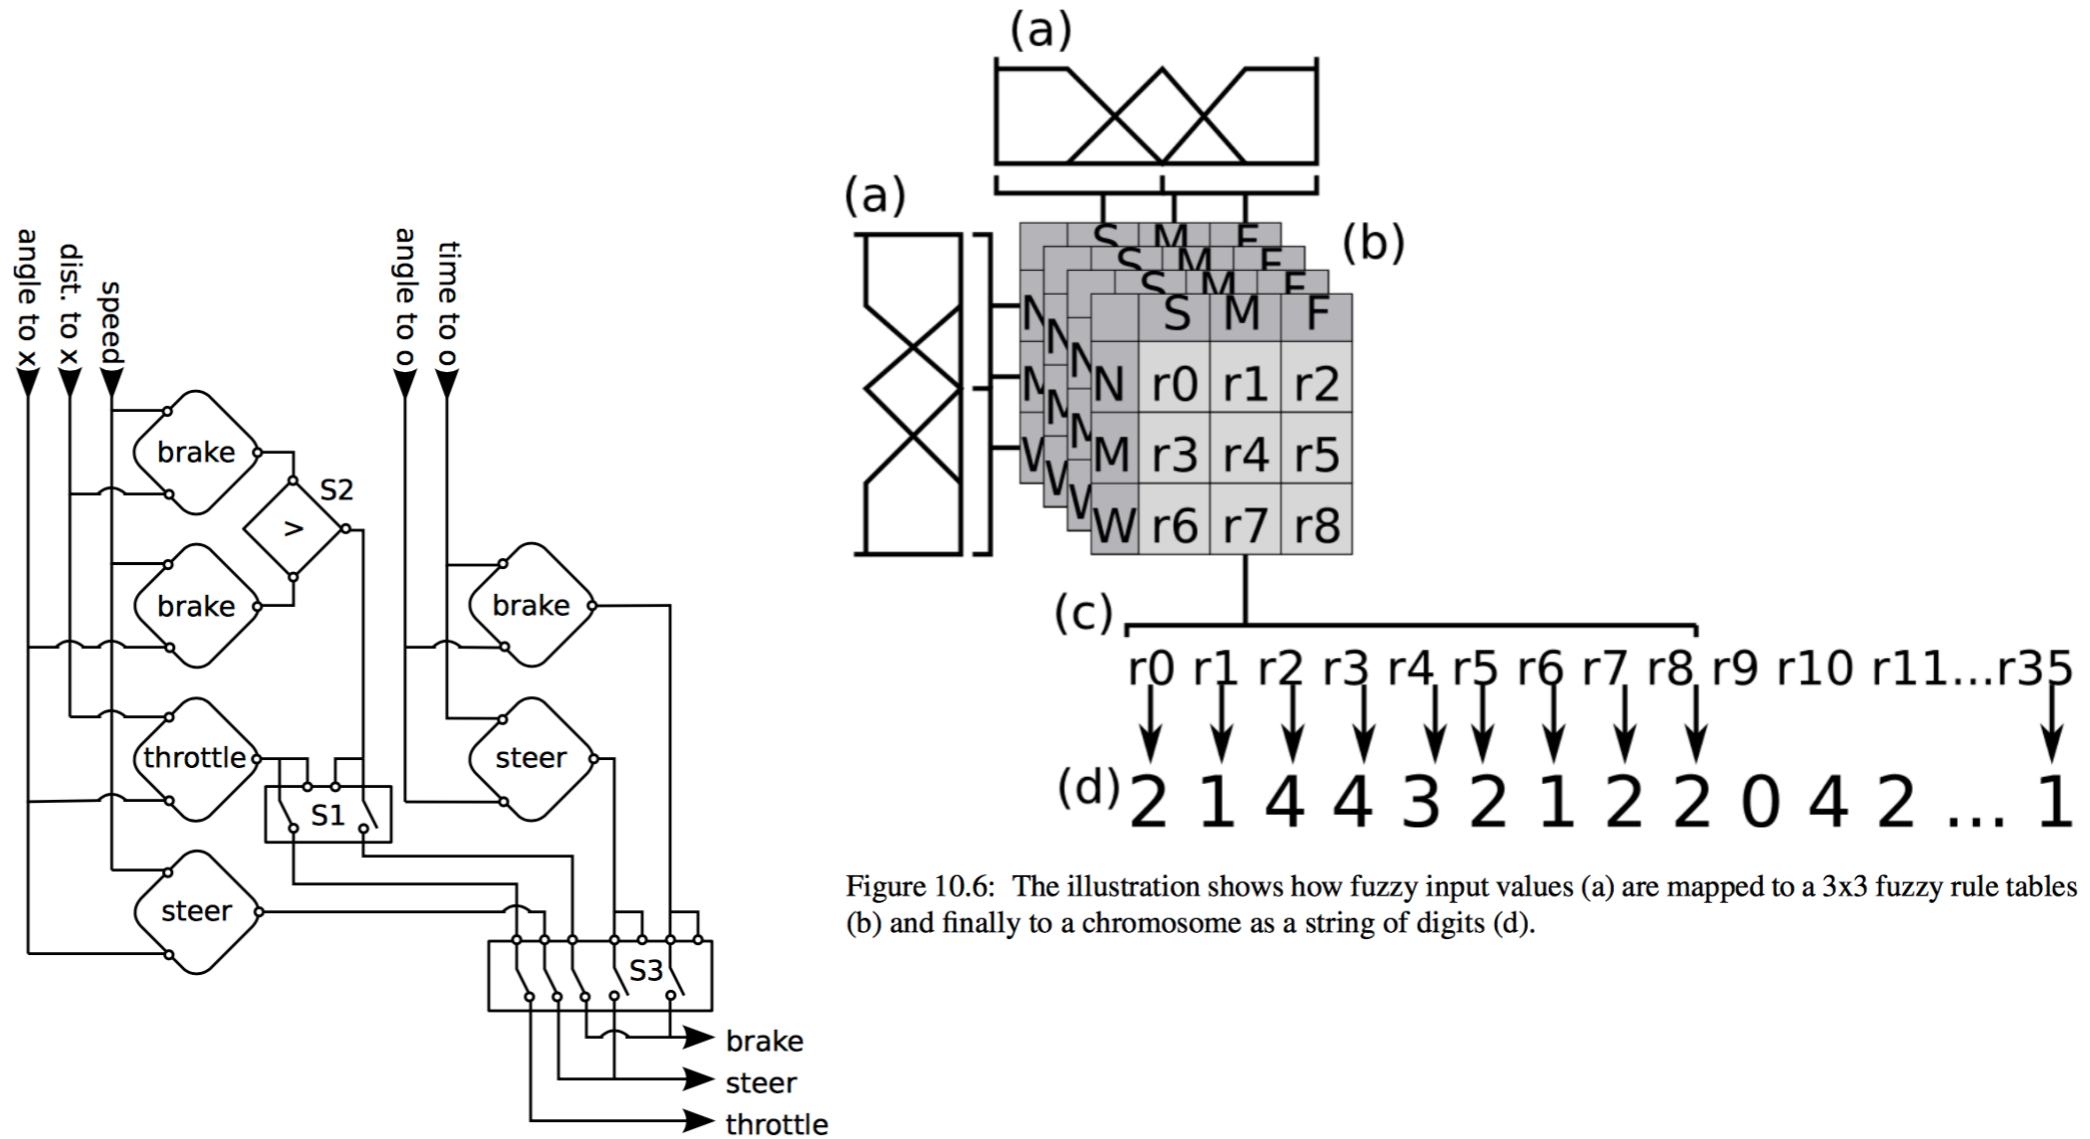 angle to x
dist. to x
speed
angle to o
time to o
brake
S2
>
brake
brake
throttle
steer
S1
steer
S3
brake
steer
throttle
(a)
(a)
(b)
S M F
S M F
S M F
S M F
N r0 r1 r2
M r3 r4 r5
W r6 r7 r8
N
M
W
N
M
W
N
M
W
(c)
r0 r1 r2 r3 r4 r5 r6 r7 r8 r9 r10 r11...r35
(d) 2 1 4 4 3 2 1 2 2 0 4 2 ... 1
Figure 10.6: The illustration shows how fuzzy input values (a) are mapped to a 3x3 fuzzy rule tables
(b) and finally to a chromosome as a string of digits (d).